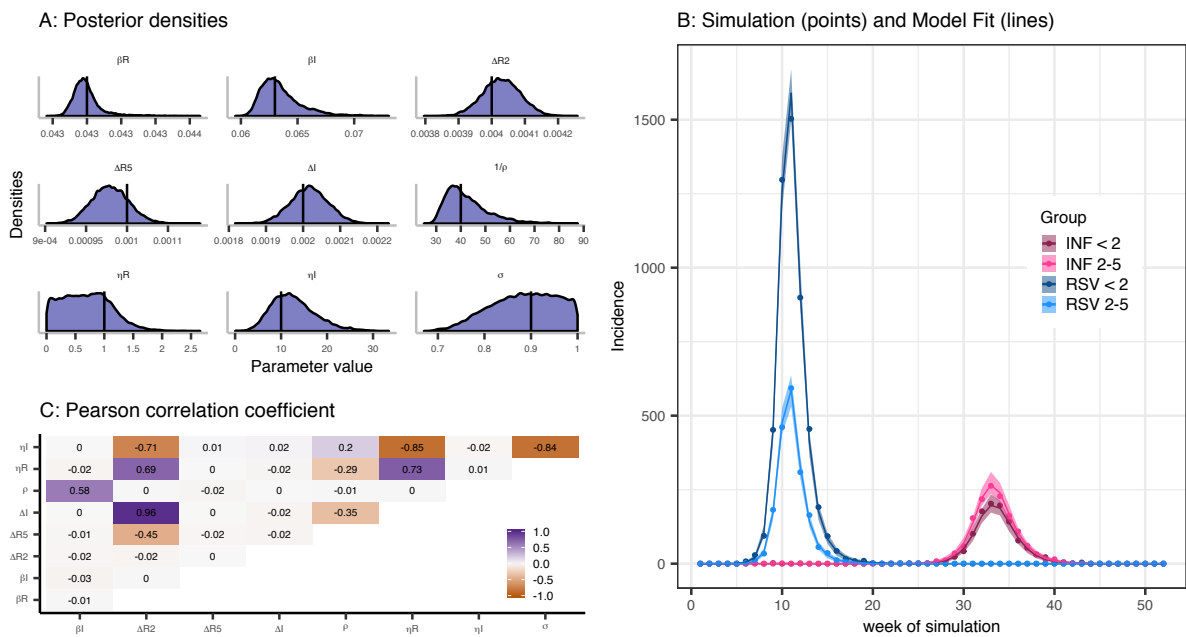 A: Posterior densities
βR
βI
ΔR2
0.043 0.043 0.043 0.043 0.044
0.06 0.065 0.07
0.0038 0.0039 0.004 0.0041 0.0042
ΔR5
ΔI
1/ρ
9e-04 0.00095 0.001 0.0011
0.0018 0.0019 0.002 0.0021 0.0022
30 40 50 60 70 80 90
ηR
ηI
σ
0 0.5 1 1.5 2 2.5
0 10 20 30
0.7 0.8 0.9 1
Densities
Parameter value
C: Pearson correlation coefficient
ηI 0 -0.71 0.01 0.02 0.2 -0.85 -0.02 -0.84
ηR -0.02 0.69 0 -0.02 -0.29 0.73 0.01
ρ 0.58 0 -0.02 0 -0.01 0
ΔI 0 0.96 0 -0.02 -0.35
ΔR5 -0.01 -0.45 -0.02 -0.02
ΔR2 -0.02 -0.02 0
βI -0.03 0
βR -0.01
βI ΔR2 ΔR5 ΔI ρ ηR ηI σ
1.0
0.5
0.0
-0.5
-1.0
B: Simulation (points) and Model Fit (lines)
Incidence
1500
1000
500
0
0 10 20 30 40 50
week of simulation
Group
INF < 2
INF 2-5
RSV < 2
RSV 2-5